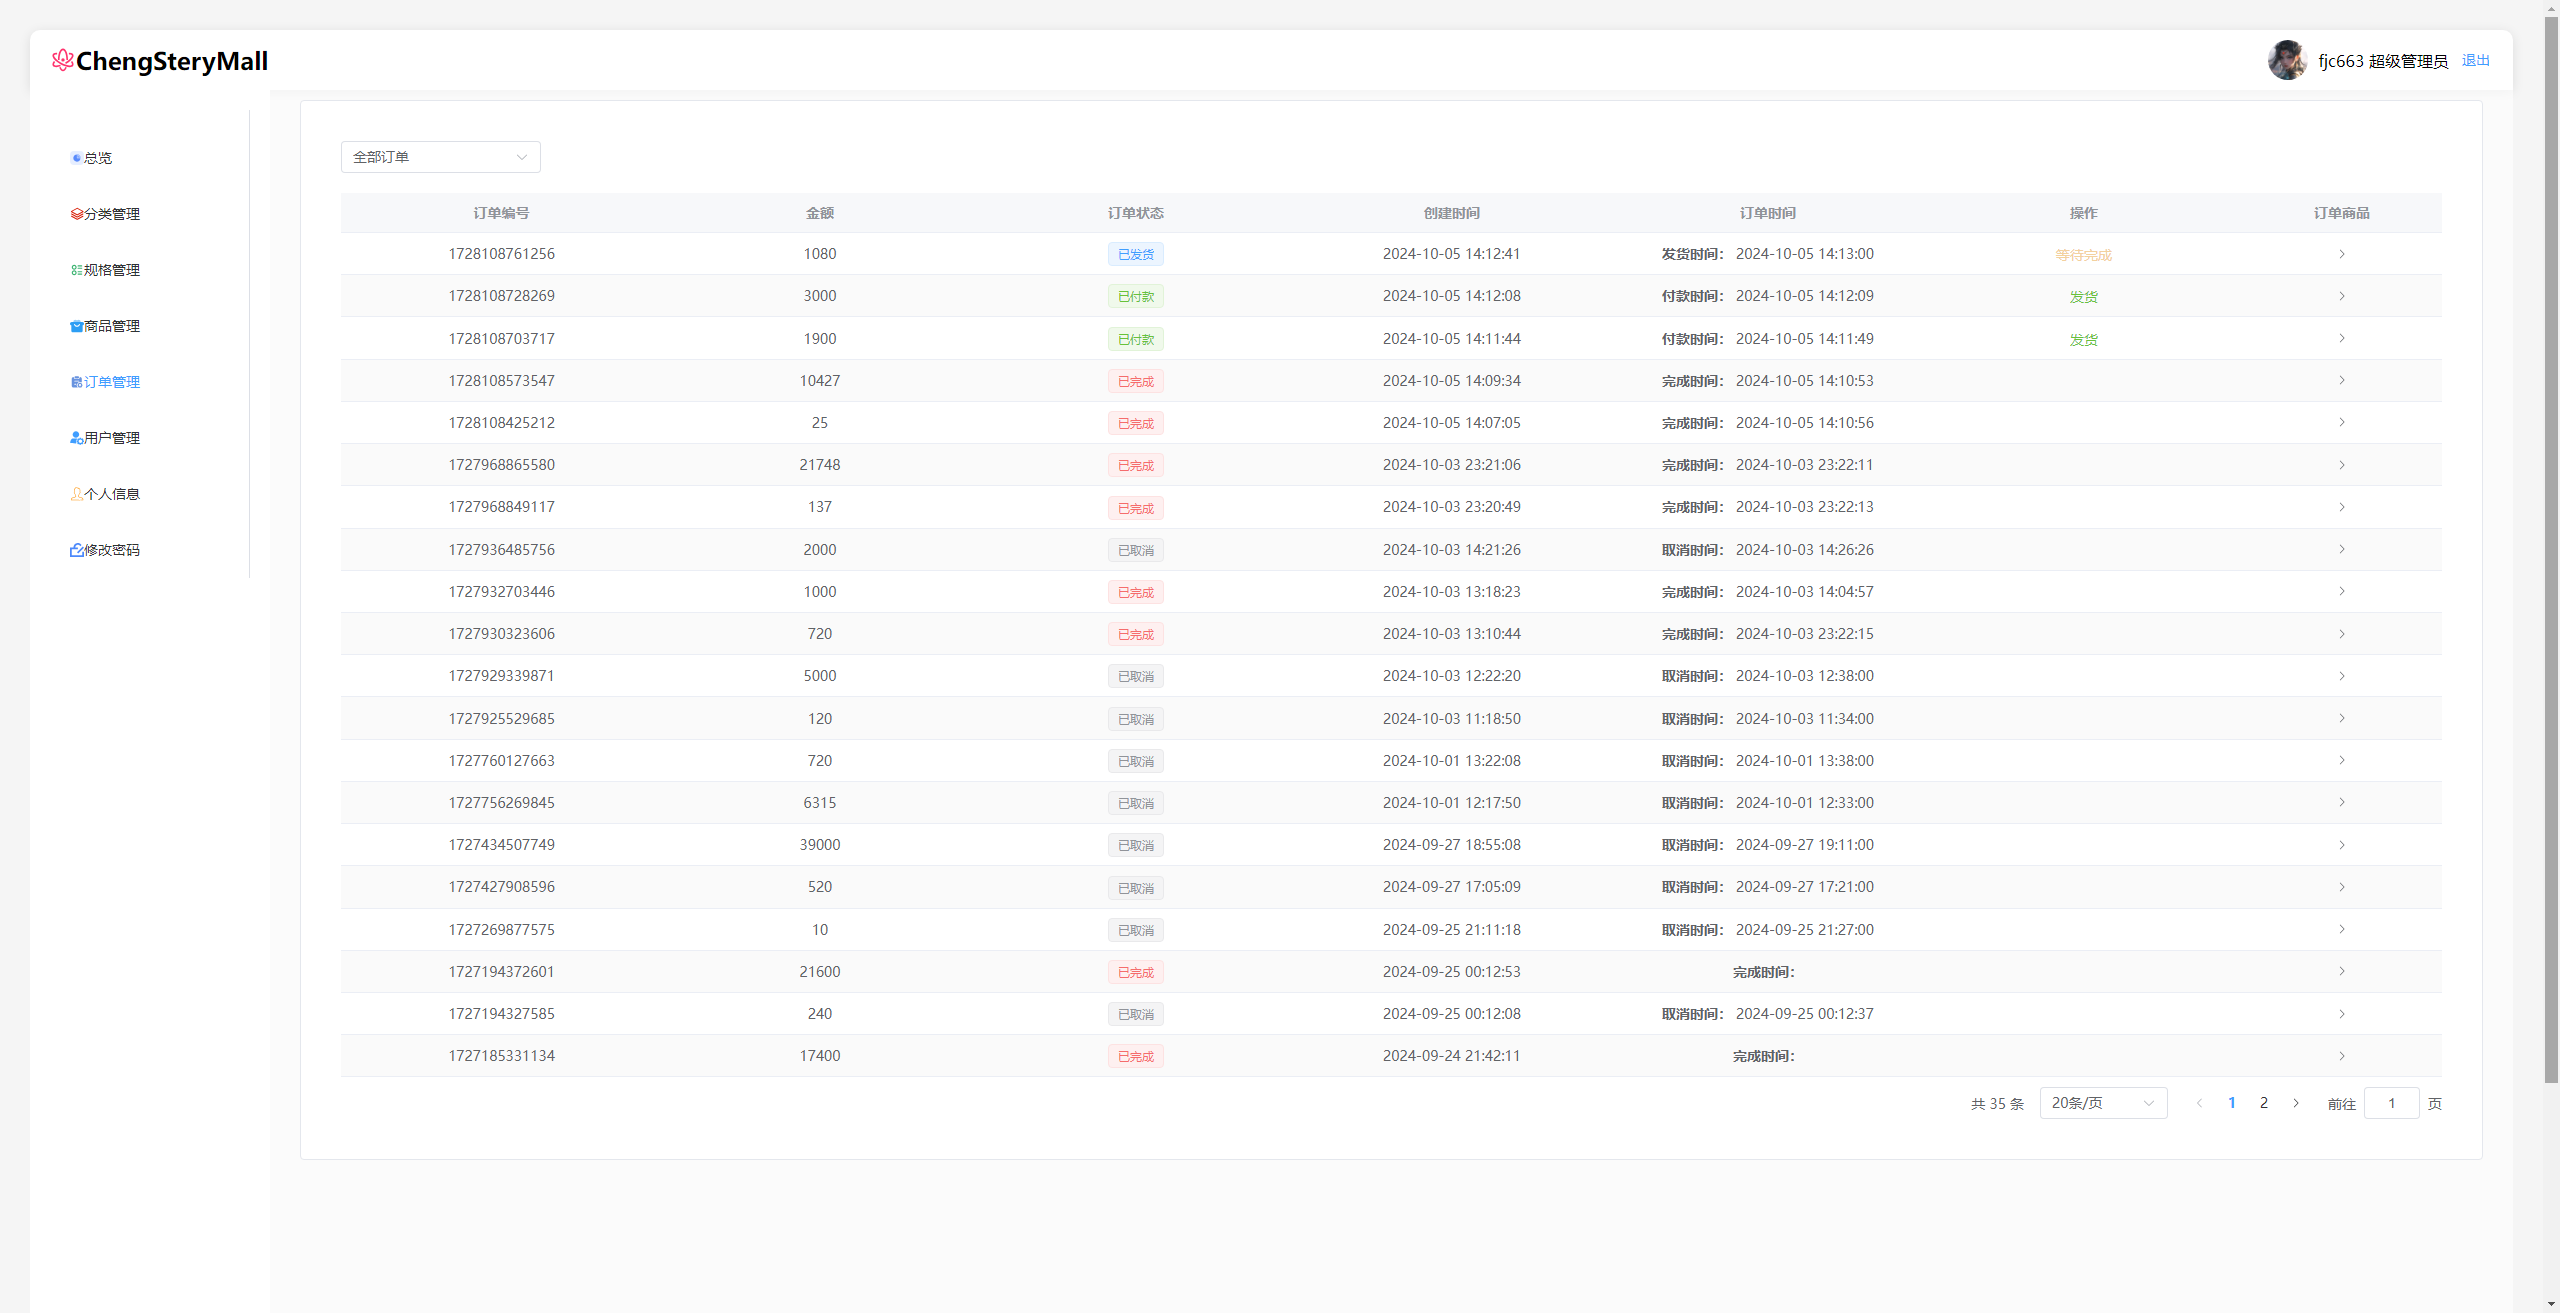 ChengSteryMall
fjc663 超级管理员 退出
总览
分类管理
规格管理
商品管理
订单管理
用户管理
个人信息
修改密码
全部订单
订单编号 金额 订单状态 创建时间 订单时间 操作 订单商品
1728108761256 1080 已发货 2024-10-05 14:12:41 发货时间： 2024-10-05 14:13:00 等待完成
1728108728269 3000 已付款 2024-10-05 14:12:08 付款时间： 2024-10-05 14:12:09 发货
1728108703717 1900 已付款 2024-10-05 14:11:44 付款时间： 2024-10-05 14:11:49 发货
1728108573547 10427 已完成 2024-10-05 14:09:34 完成时间： 2024-10-05 14:10:53
1728108425212 25 已完成 2024-10-05 14:07:05 完成时间： 2024-10-05 14:10:56
1727968865580 21748 已完成 2024-10-03 23:21:06 完成时间： 2024-10-03 23:22:11
1727968849117 137 已完成 2024-10-03 23:20:49 完成时间： 2024-10-03 23:22:13
1727936485756 2000 已取消 2024-10-03 14:21:26 取消时间： 2024-10-03 14:26:26
1727932703446 1000 已完成 2024-10-03 13:18:23 完成时间： 2024-10-03 14:04:57
1727930323606 720 已完成 2024-10-03 13:10:44 完成时间： 2024-10-03 23:22:15
1727929339871 5000 已取消 2024-10-03 12:22:20 取消时间： 2024-10-03 12:38:00
1727925529685 120 已取消 2024-10-03 11:18:50 取消时间： 2024-10-03 11:34:00
1727760127663 720 已取消 2024-10-01 13:22:08 取消时间： 2024-10-01 13:38:00
1727756269845 6315 已取消 2024-10-01 12:17:50 取消时间： 2024-10-01 12:33:00
1727434507749 39000 已取消 2024-09-27 18:55:08 取消时间： 2024-09-27 19:11:00
1727427908596 520 已取消 2024-09-27 17:05:09 取消时间： 2024-09-27 17:21:00
1727269877575 10 已取消 2024-09-25 21:11:18 取消时间： 2024-09-25 21:27:00
1727194372601 21600 已完成 2024-09-25 00:12:53 完成时间：
1727194327585 240 已取消 2024-09-25 00:12:08 取消时间： 2024-09-25 00:12:37
1727185331134 17400 已完成 2024-09-24 21:42:11 完成时间：
共 35 条 20条/页 1 2 前往 1 页